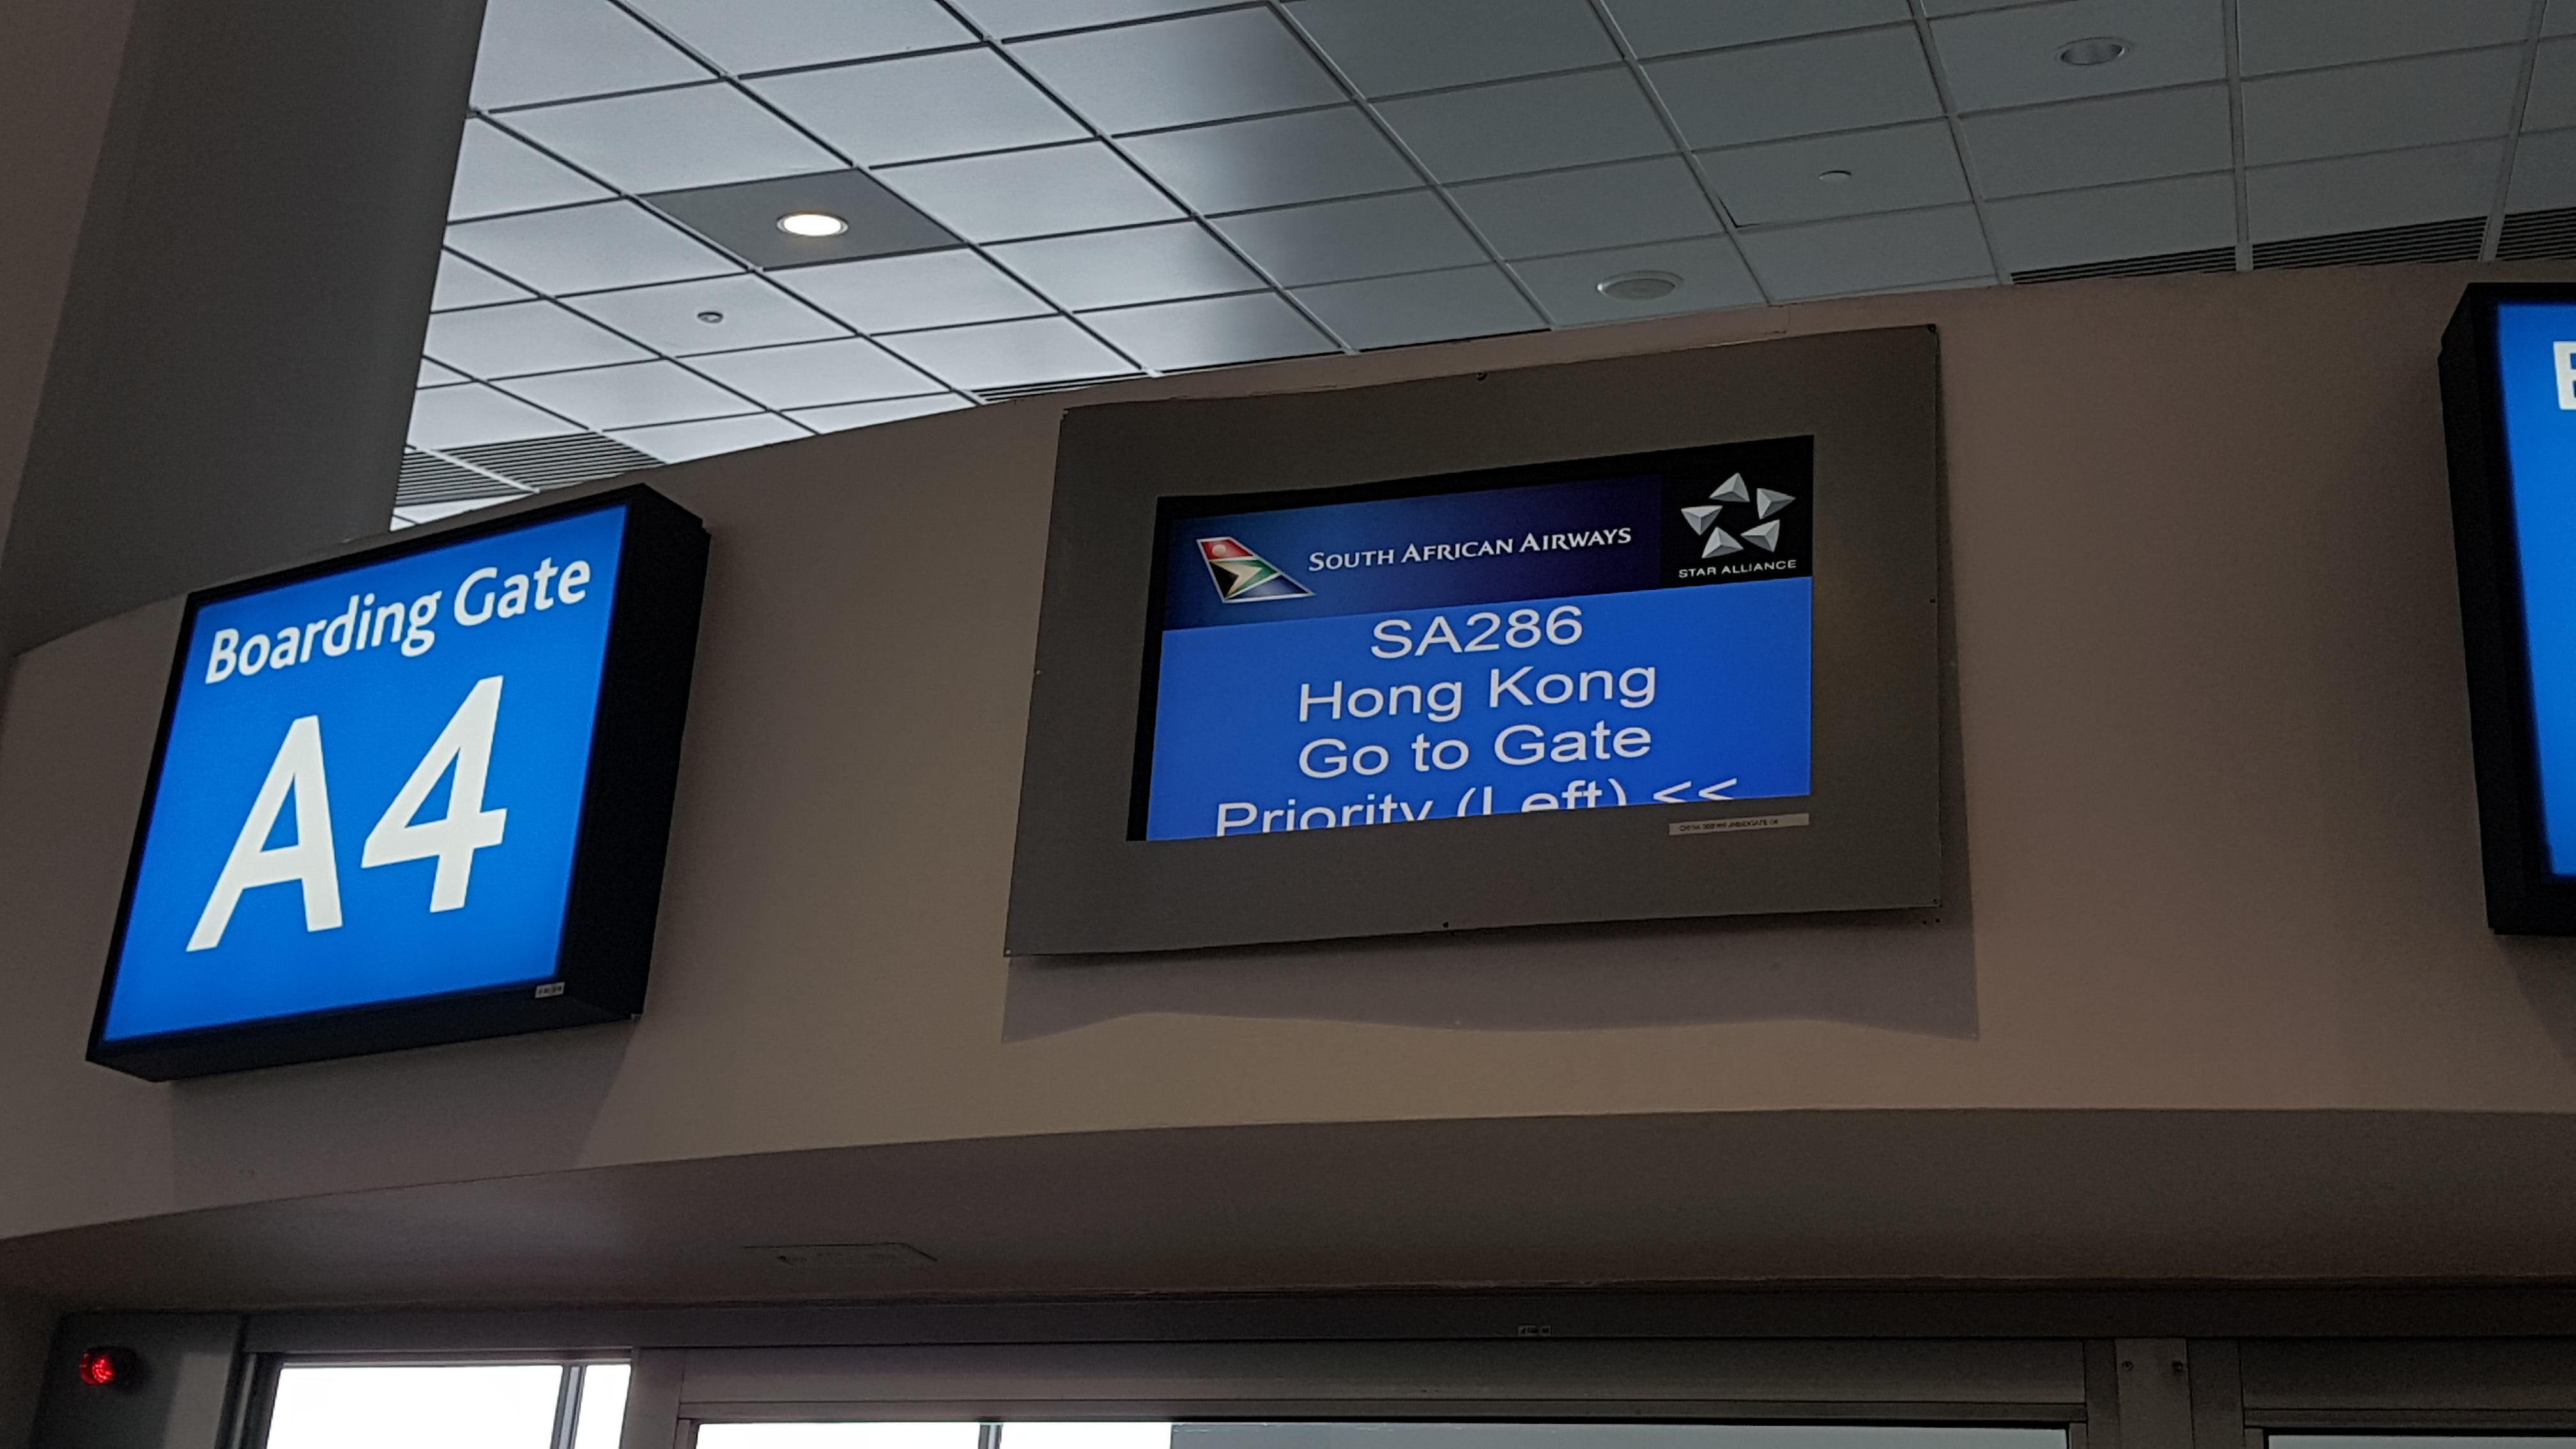 Boarding Gate
A4
SOUTH AFRICAN AIRWAYS
STAR ALLIANCE
SA286
Hong Kong
Go to Gate
Priority (Left) <<